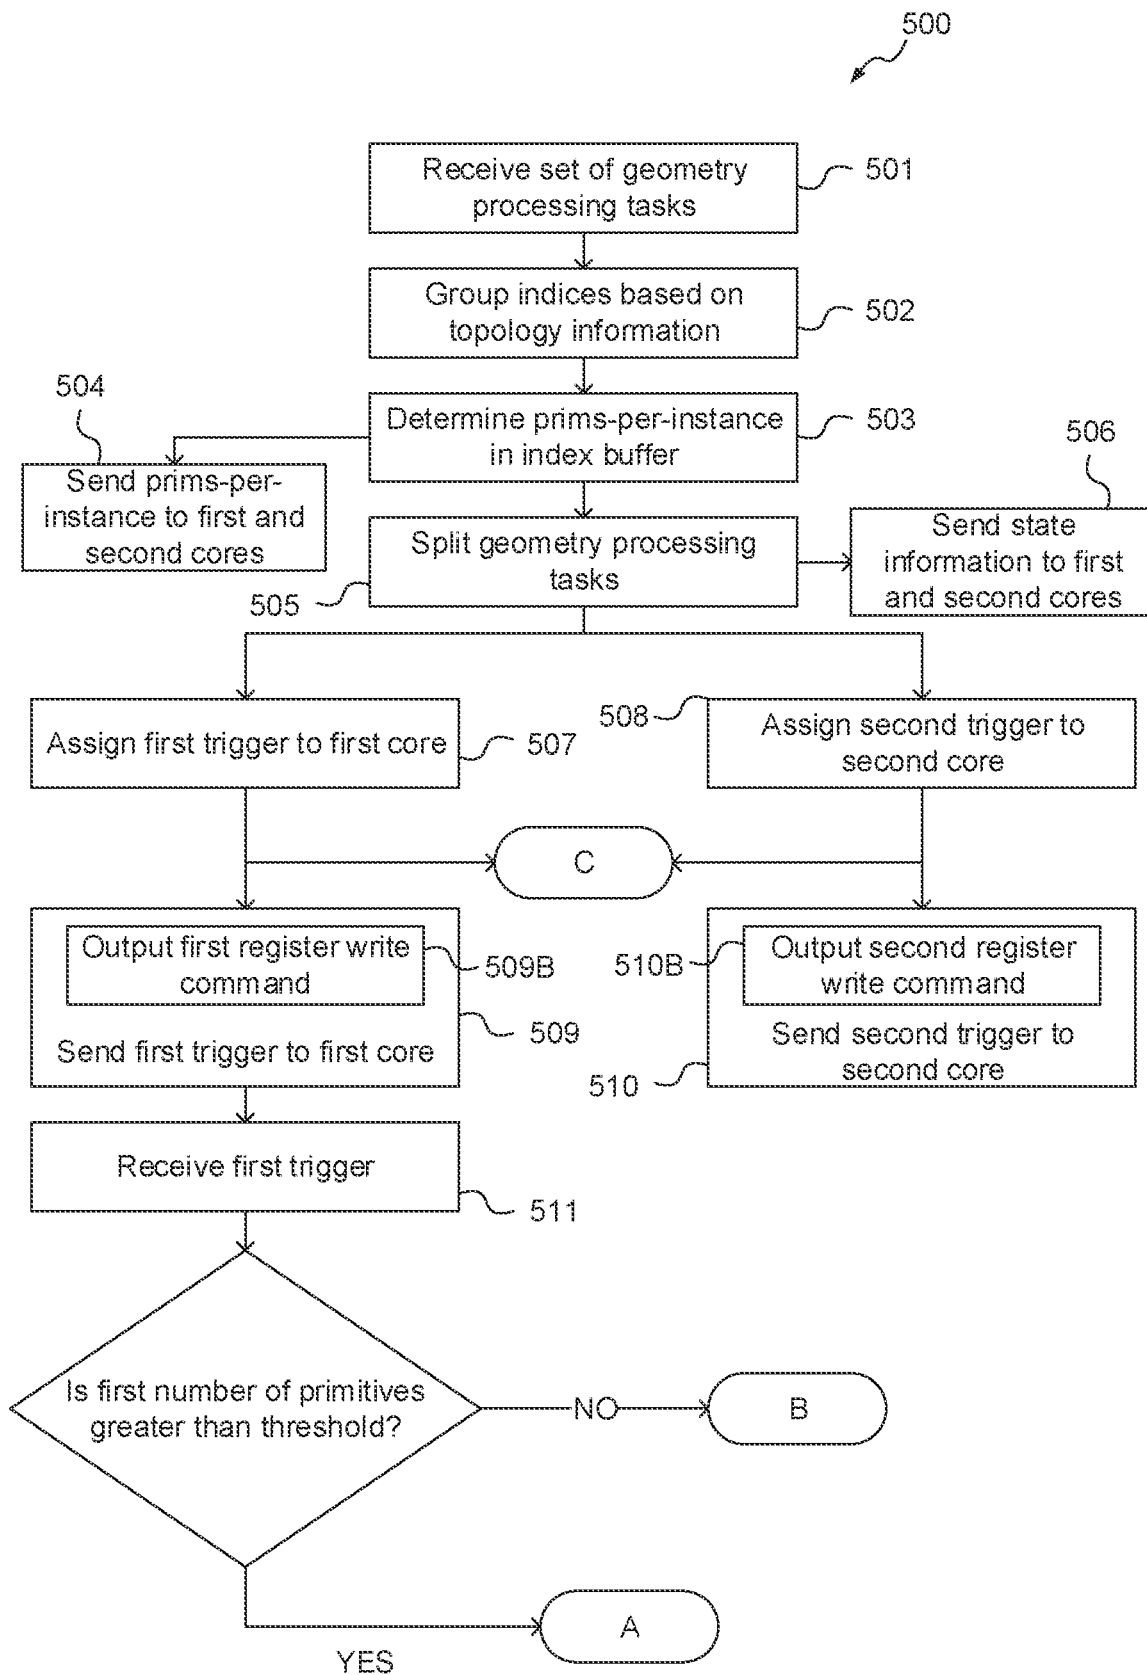 500
Receive set of geometry
processing tasks
501
Group indices based on
topology information
502
504
Determine prims-per-instance
in index buffer
503
506
Send prims-per-
instance to first and
second cores
Split geometry processing
tasks
505
Send state
information to first
and second cores
Assign first trigger to first core
507
508
Assign second trigger to
second core
C
Output first register write
command
509B
Send first trigger to first core
509
510B
Output second register
write command
Send second trigger to
second core
510
Receive first trigger
511
Is first number of primitives
greater than threshold?
NO
B
YES
A